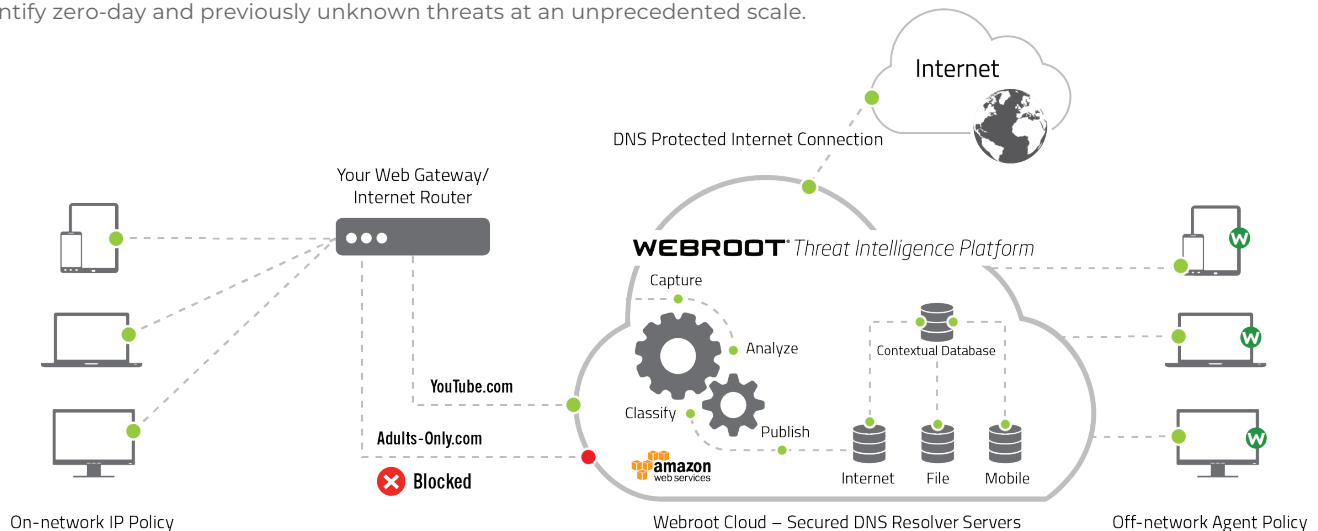 ntify zero-day and previously unknown threats at an unprecedented scale.
Internet
DNS Protected Internet Connection
Your Web Gateway/
Internet Router
WEBROOT® Threat Intelligence Platform
Capture
Analyze
Contextual Database
YouTube.com
Classify
Publish
Adults-Only.com
Blocked
amazon
web services
Internet
File
Mobile
W
W
W
On-network IP Policy
Webroot Cloud – Secured DNS Resolver Servers
Off-network Agent Policy